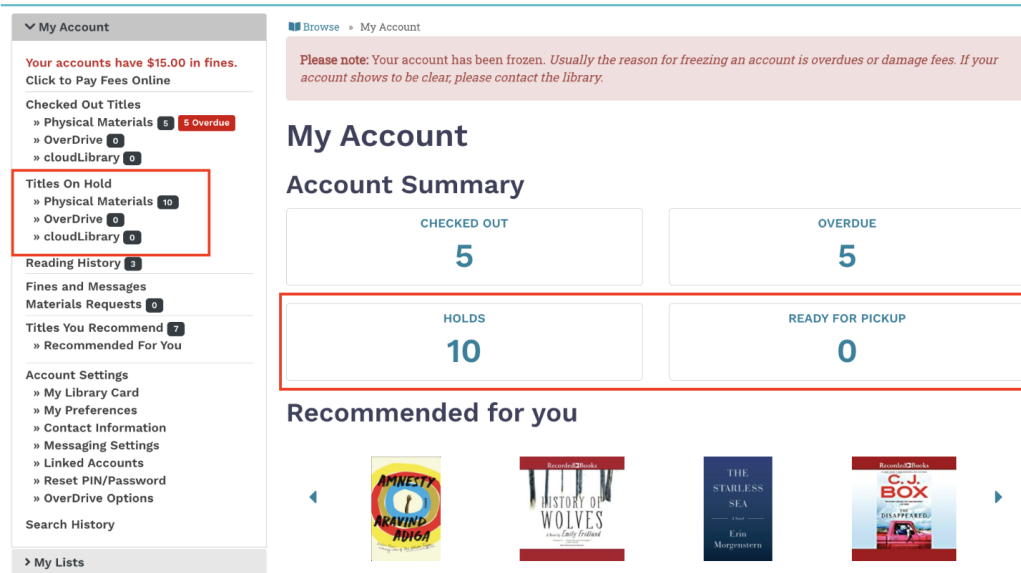 My Account
Your accounts have $15.00 in fines.
Click to Pay Fees Online
Checked Out Titles
» Physical Materials 5 5 Overdue
» OverDrive 0
» cloudLibrary 0
Titles On Hold
» Physical Materials 10
» OverDrive 0
» cloudLibrary 0
Reading History 3
Fines and Messages
Materials Requests 0
Titles You Recommend 7
» Recommended For You
Account Settings
» My Library Card
» My Preferences
» Contact Information
» Messaging Settings
» Linked Accounts
» Reset PIN/Password
» OverDrive Options
Search History
My Lists
Browse » My Account
Please note: Your account has been frozen. Usually the reason for freezing an account is overdues or damage fees. If your
account shows to be clear, please contact the library.
My Account
Account Summary
CHECKED OUT
5
OVERDUE
5
HOLDS
10
READY FOR PICKUP
0
Recommended for you
AMNESTY
ARAVIND
ADIGA
Recorded Books
HISTORY OF
WOLVES
Emily Fridlund
THE
STARLESS
SEA
A Novel
Erin
Morgenstern
Recorded Books
C. J.
BOX
THE
DISAPPEARED